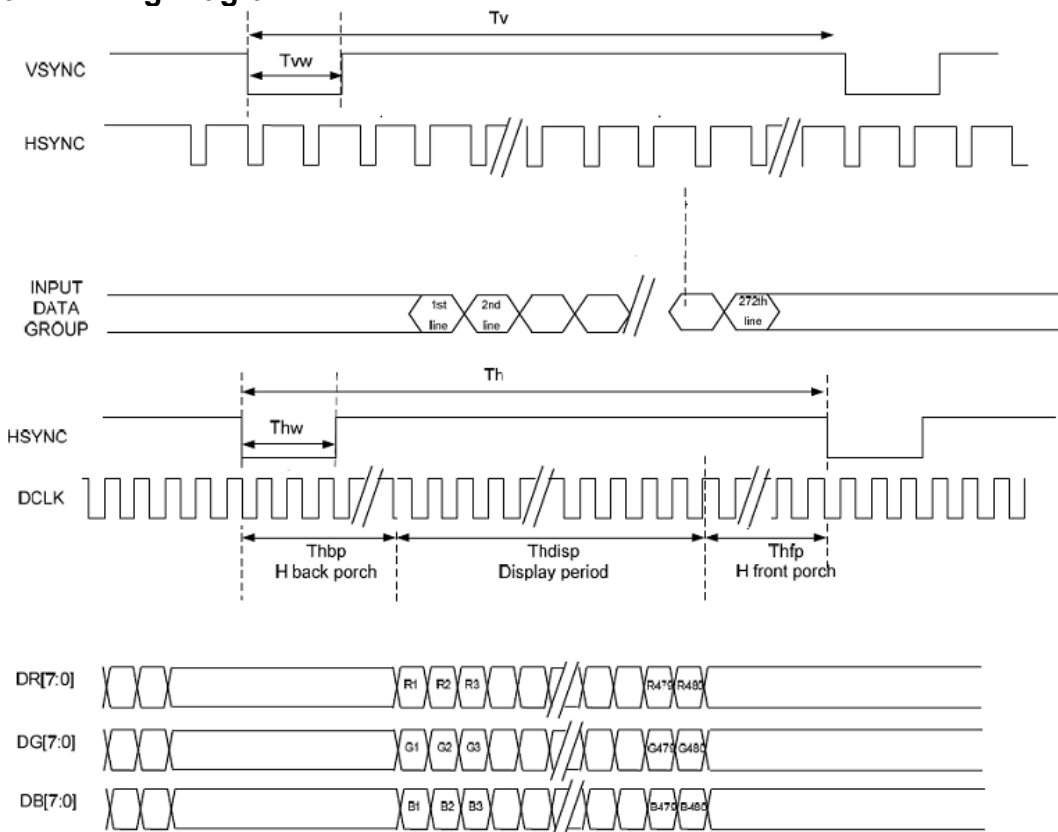 Tv
Tvw
VSYNC
HSYNC
INPUT
DATA
GROUP
1st
line
2nd
line
272th
line
Th
Thw
HSYNC
DCLK
Thbp
H back porch
Thdisp
Display period
Thfp
H front porch
DR[7:0]
R1 R2 R3 R479 R480
DG[7:0]
G1 G2 G3 G479 G480
DB[7:0]
B1 B2 B3 B479 B480